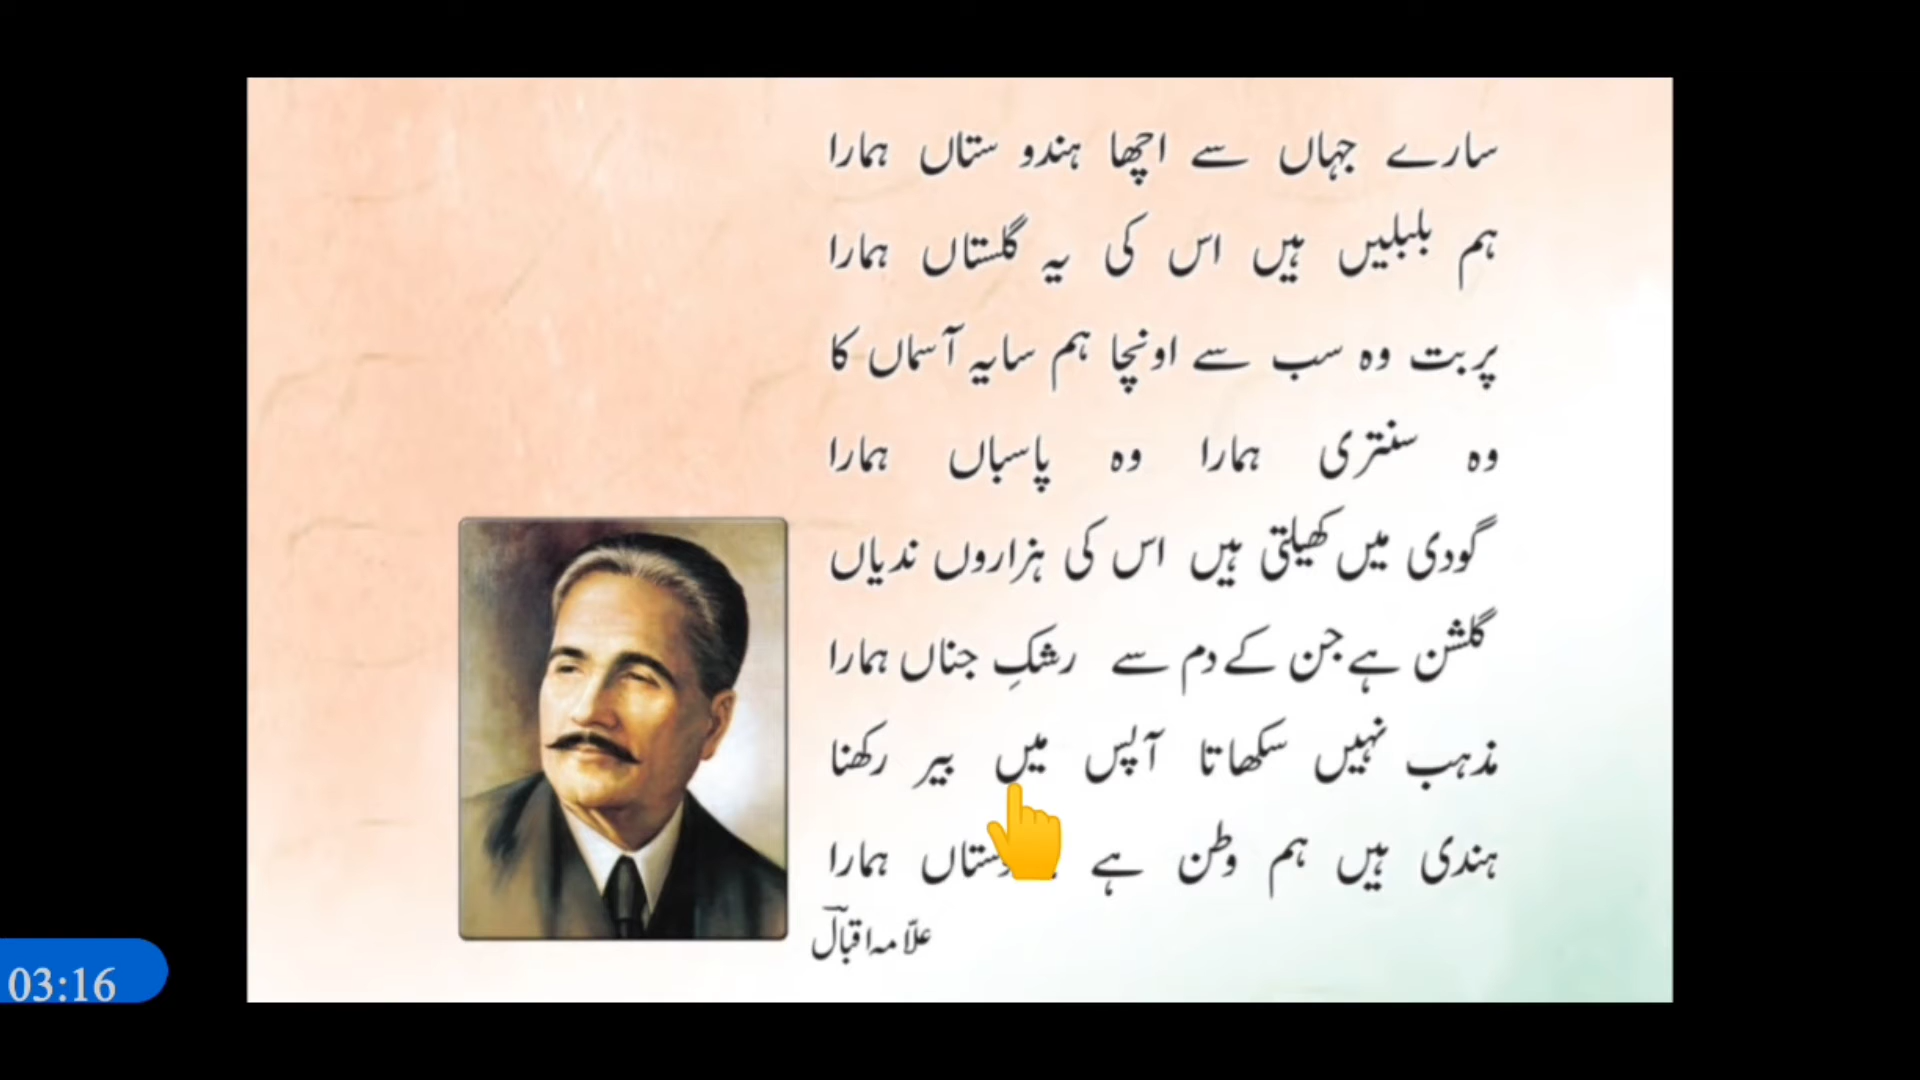 سارے جہاں سے اچھا ہندو ستاں ہمارا
ہم بلبلیں ہیں اس کی یہ گلستاں ہمارا
پربت وہ سب سے اونچا ہم سایہ آسماں کا
وہ سنتری ہمارا وہ پاسباں ہمارا
گودی میں کھیلتی ہیں اس کی ہزاروں ندیاں
گلشن ہے جن کے دم سے رشکِ جناں ہمارا
مذہب نہیں سکھاتا آپس میں بیر رکھنا
ہندی ہیں ہم وطن ہے ہمارا
علّامہ اقبالؔ
03:16